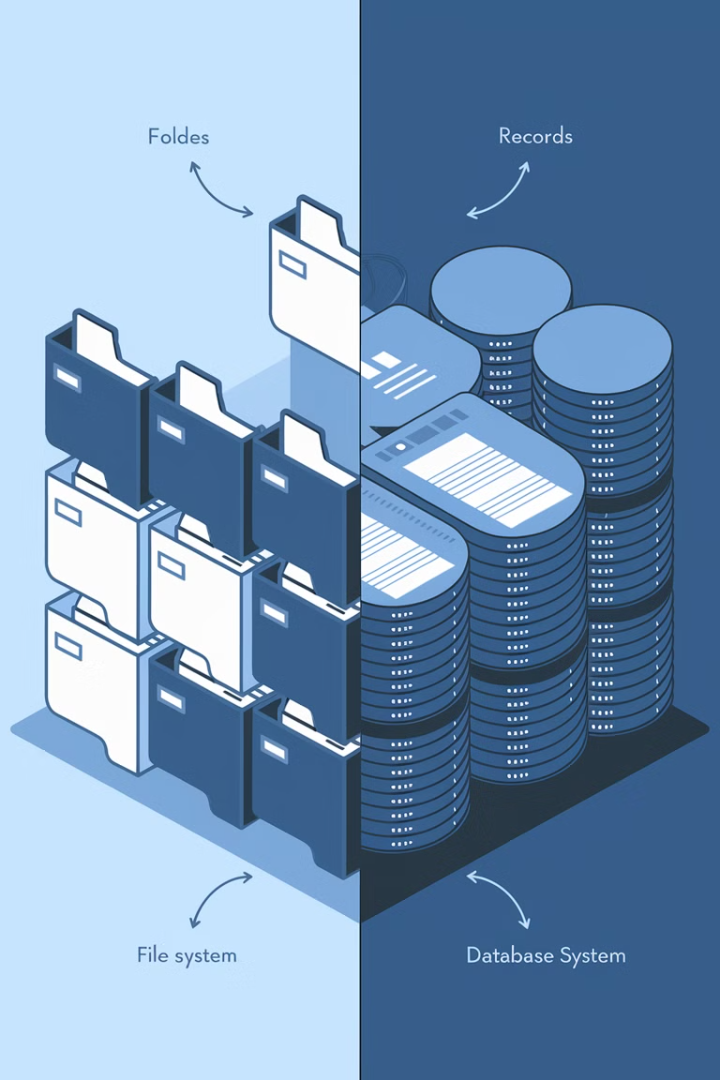 Foldes
Records
File system
Database System